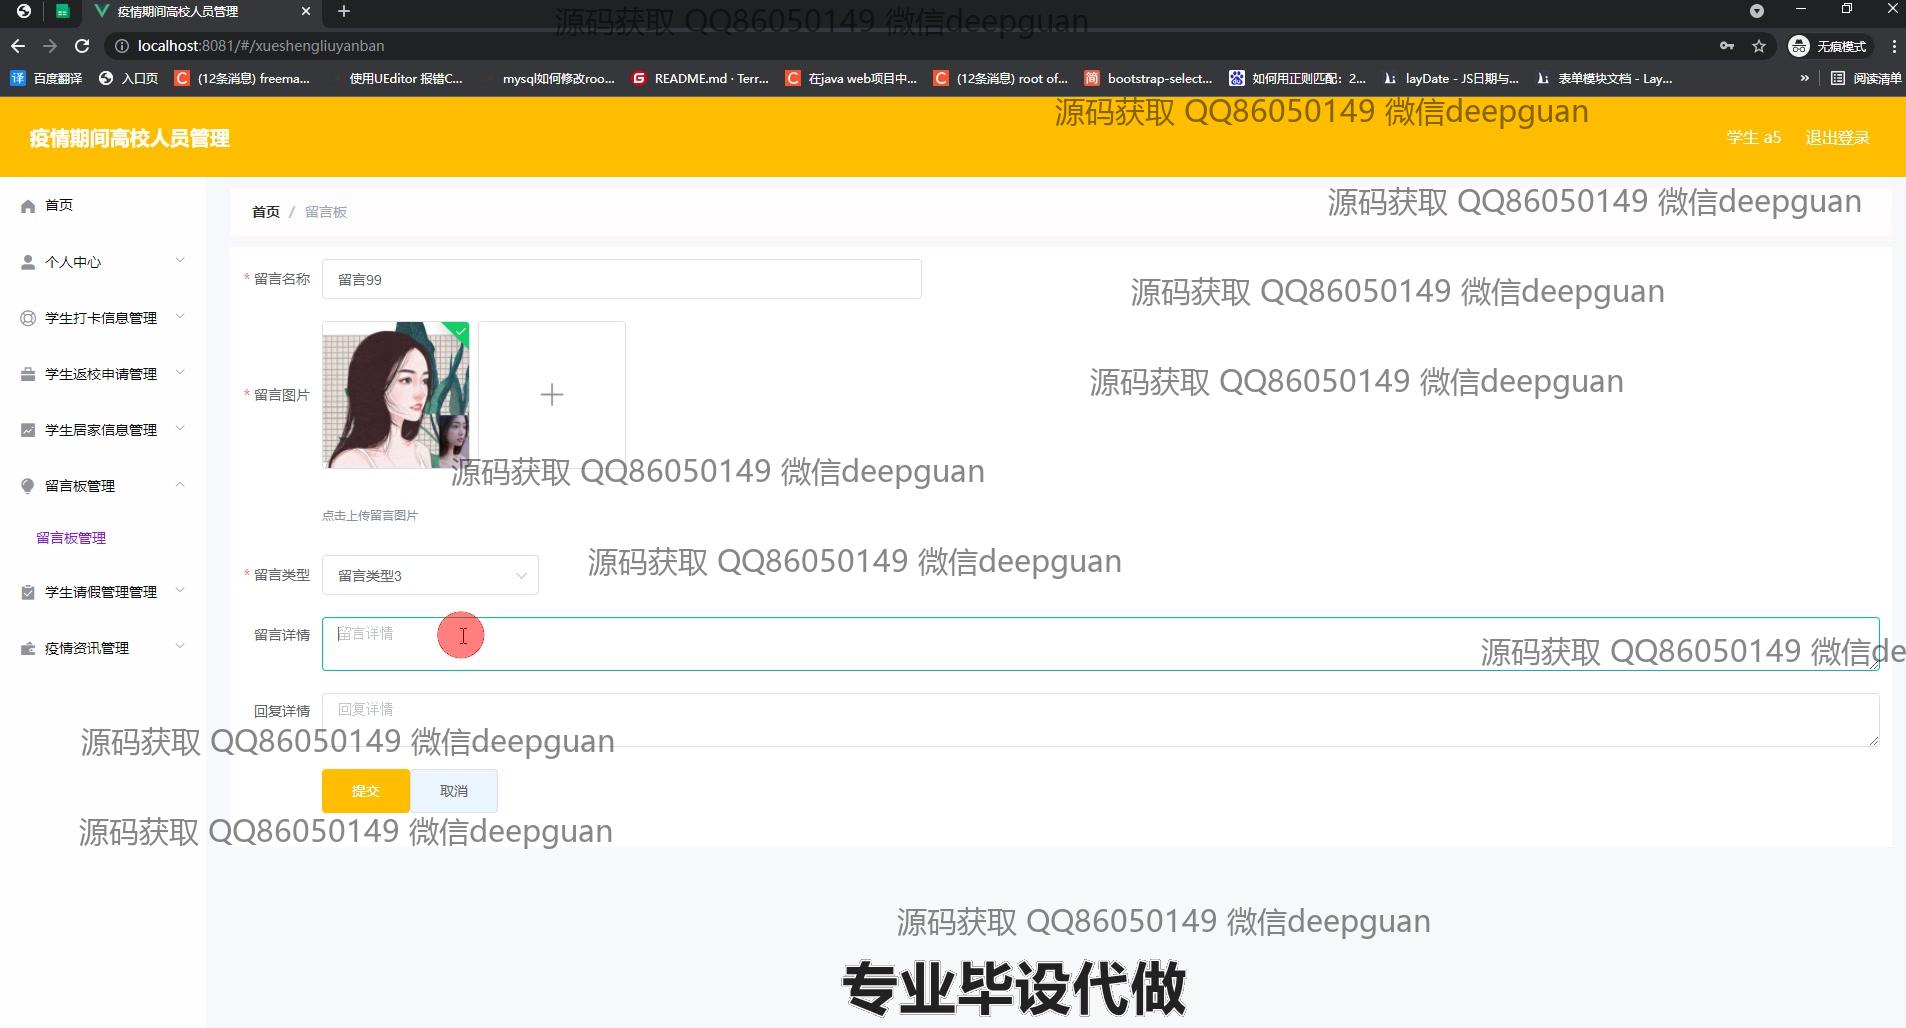 疫情期间高校人员管理
源码获取 QQ86050149 微信deepguan
localhost:8081/#/xueshengliuyanban
无痕模式
百度翻译
入口页
(12条消息) freema...
使用UEditor 报错C...
mysql如何修改roo...
README.md · Terr...
在java web项目中...
(12条消息) root of...
bootstrap-select...
如何用正则匹配：2...
layDate - JS日期与...
表单模块文档 - Lay...
»
阅读清单
源码获取 QQ86050149 微信deepguan
疫情期间高校人员管理
学生 a5
退出登录
首页
个人中心
学生打卡信息管理
学生返校申请管理
学生居家信息管理
留言板管理
留言板管理
学生请假管理管理
疫情资讯管理
首页 / 留言板
源码获取 QQ86050149 微信deepguan
* 留言名称
留言99
源码获取 QQ86050149 微信deepguan
* 留言图片
源码获取 QQ86050149 微信deepguan
源码获取 QQ86050149 微信deepguan
点击上传留言图片
源码获取 QQ86050149 微信deepguan
* 留言类型
留言类型3
留言详情
留言详情
源码获取 QQ86050149 微信de
回复详情
回复详情
源码获取 QQ86050149 微信deepguan
提交
取消
源码获取 QQ86050149 微信deepguan
源码获取 QQ86050149 微信deepguan
专业毕设代做